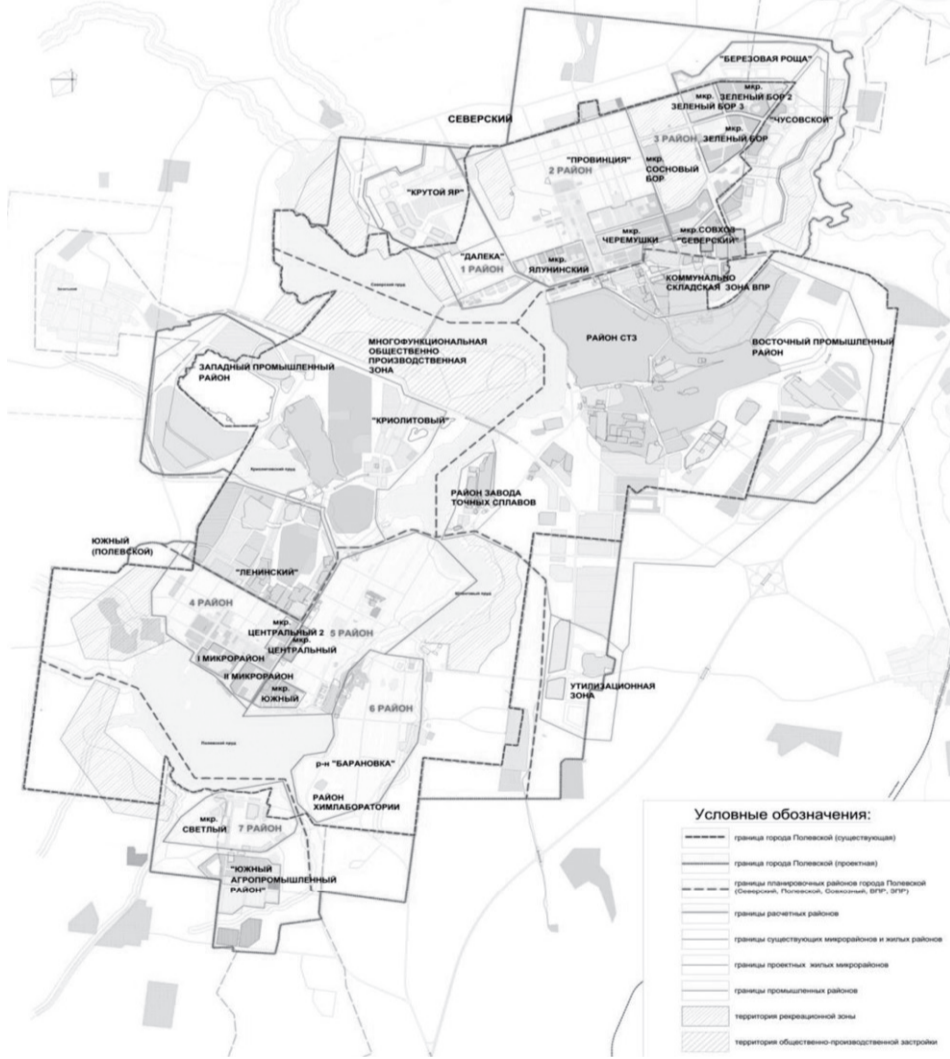 "БЕРЕЗОВАЯ РОЩА"
мкр.
ЗЕЛЕНЫЙ БОР 2
мкр.
ЗЕЛЕНЫЙ БОР 3
"ЧУСОВСКОЙ"
СЕВЕРСКИЙ
мкр.
ЗЕЛЕНЫЙ БОР
3 РАЙОН
"ПРОВИНЦИЯ"
2 РАЙОН
мкр.
СОСНОВЫЙ
БОР
"КРУТОЙ ЯР"
мкр.СОВХОЗ
"СЕВЕРСКИЙ"
мкр.
ЧЕРЕМУШКИ
"ДАЛЕКА"
1 РАЙОН
мкр.
ЯЛУНИНСКИЙ
КОММУНАЛЬНО
СКЛАДСКАЯ ЗОНА ВПР
Северский пруд
РАЙОН СТЗ
ВОСТОЧНЫЙ ПРОМЫШЛЕННЫЙ
РАЙОН
МНОГОФУНКЦИОНАЛЬНАЯ
ОБЩЕСТВЕННО
ПРОИЗВОДСТВЕННАЯ
ЗОНА
ЗАПАДНЫЙ ПРОМЫШЛЕННЫЙ
РАЙОН
"КРИОЛИТОВЫЙ"
РАЙОН ЗАВОДА
ТОЧНЫХ СПЛАВОВ
ЮЖНЫЙ
(ПОЛЕВСКОЙ)
"ЛЕНИНСКИЙ"
4 РАЙОН
мкр.
ЦЕНТРАЛЬНЫЙ 2
5 РАЙОН
мкр.
ЦЕНТРАЛЬНЫЙ
I МИКРОРАЙОН
II МИКРОРАЙОН
мкр.
ЮЖНЫЙ
УТИЛИЗАЦИОННАЯ
ЗОНА
6 РАЙОН
р-н "БАРАНОВКА"
РАЙОН
ХИМЛАБОРАТОРИИ
мкр.
СВЕТЛЫЙ
7 РАЙОН
"ЮЖНЫЙ
АГРОПРОМЫШЛЕННЫЙ
РАЙОН"
Условные обозначения:
граница города Полевской (существующая)
граница города Полевской (проектная)
границы планировочных районов города Полевской
(Северский, Полевской, Совхозный, ВПР, ЗПР)
границы расчетных районов
границы существующих микрорайонов и жилых районов
границы проектных жилых микрорайонов
границы промышленных районов
территория рекреационной зоны
территория общественно-производственной застройки